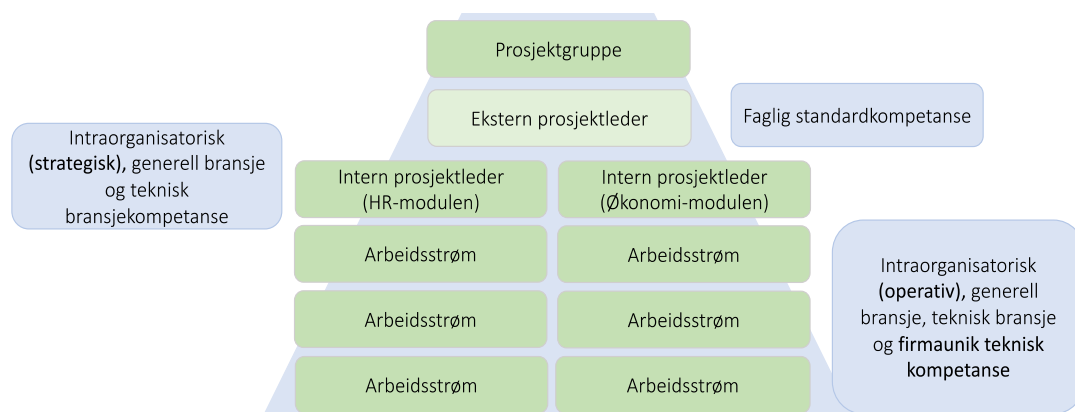 Prosjektgruppe
Ekstern prosjektleder
Faglig standardkompetanse
Intraorganisatorisk
(strategisk), generell bransje
og teknisk
bransjekompetanse
Intern prosjektleder
(HR-modulen)
Intern prosjektleder
(Økonomi-modulen)
Arbeidsstrøm
Arbeidsstrøm
Arbeidsstrøm
Arbeidsstrøm
Arbeidsstrøm
Arbeidsstrøm
Intraorganisatorisk
(operativ), generell
bransje, teknisk bransje
og firmaunik teknisk
kompetanse